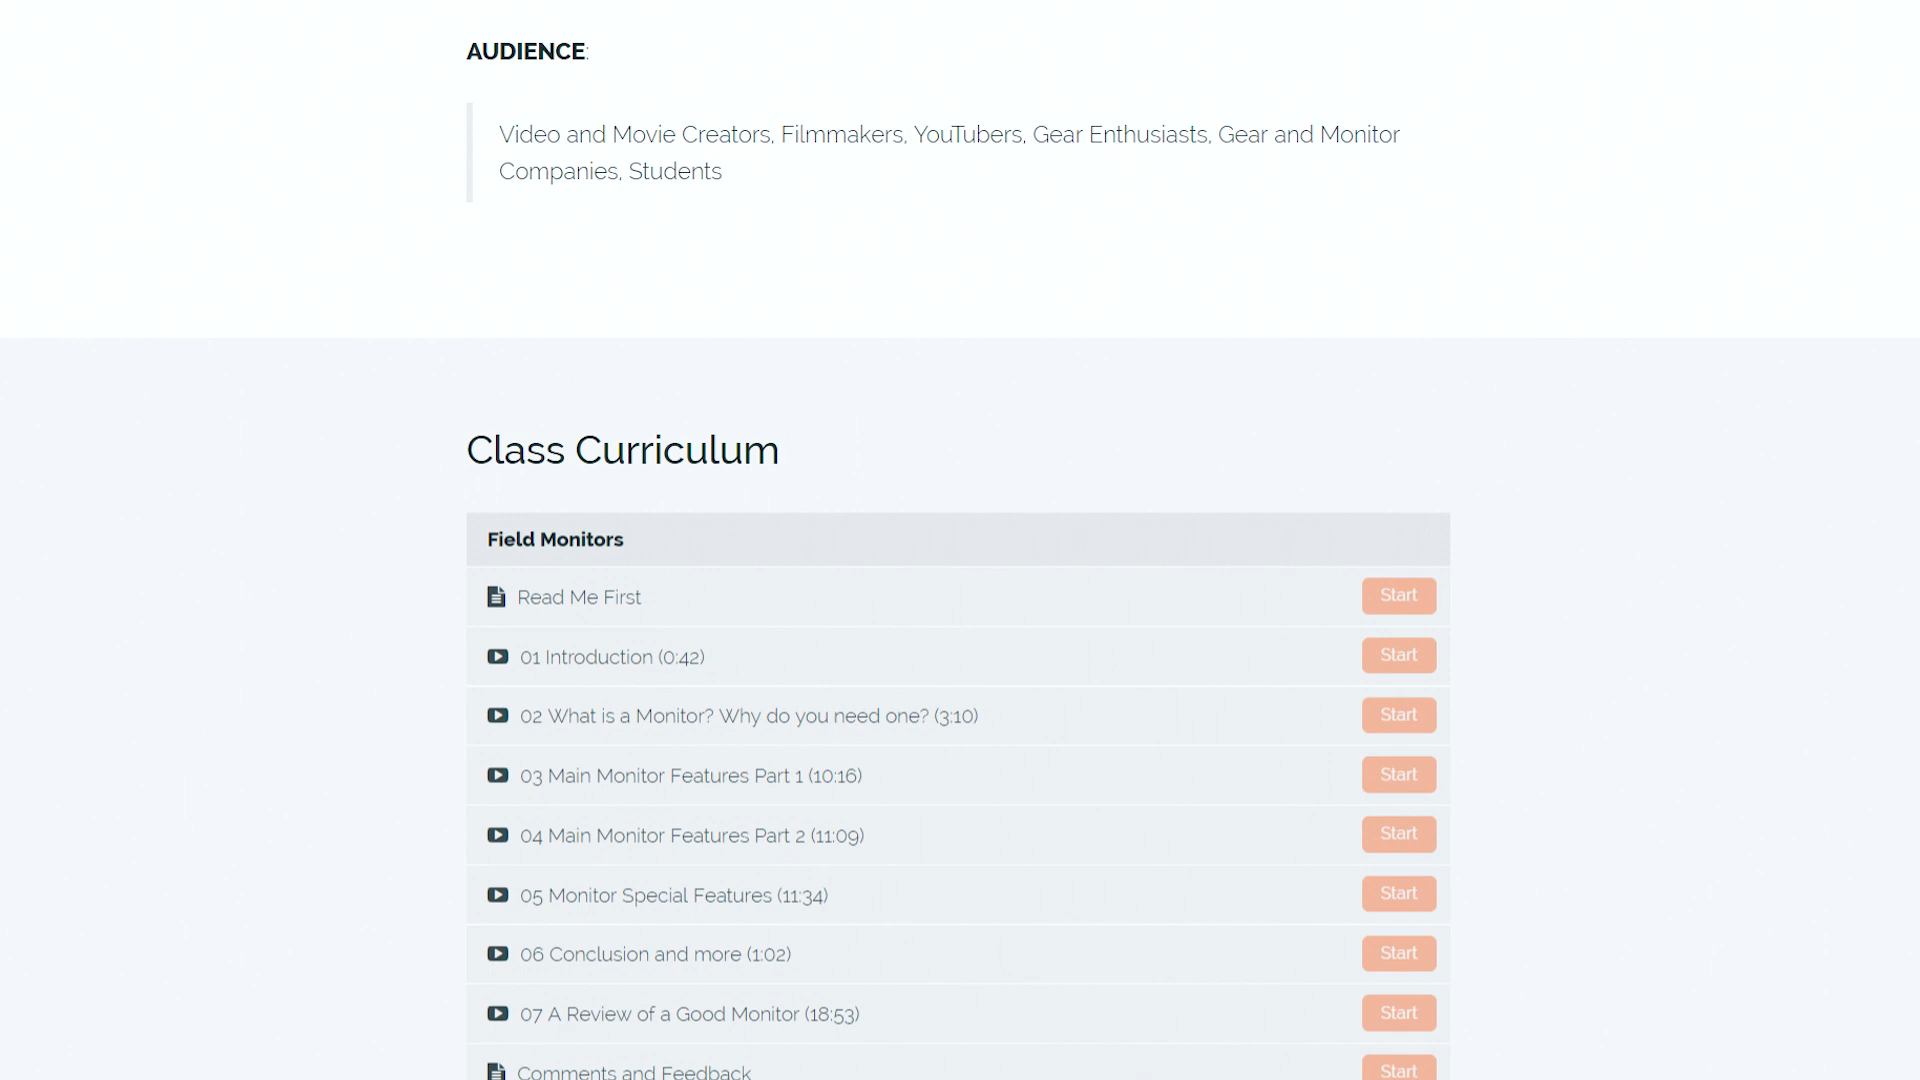 AUDIENCE:
Video and Movie Creators, Filmmakers, YouTubers, Gear Enthusiasts, Gear and Monitor
Companies, Students
Class Curriculum
Field Monitors
Read Me First Start
01 Introduction (0:42) Start
02 What is a Monitor? Why do you need one? (3:10) Start
03 Main Monitor Features Part 1 (10:16) Start
04 Main Monitor Features Part 2 (11:09) Start
05 Monitor Special Features (11:34) Start
06 Conclusion and more (1:02) Start
07 A Review of a Good Monitor (18:53) Start
Comments and Feedback Start